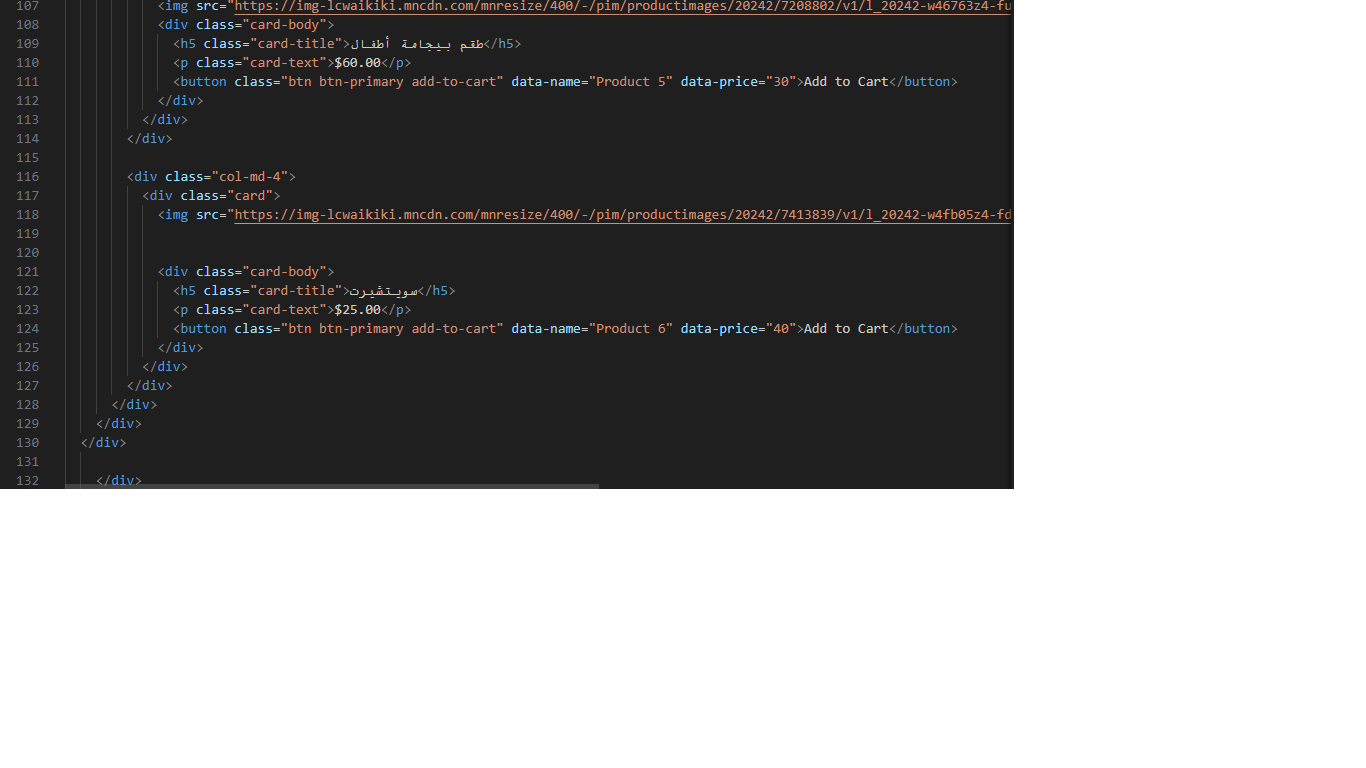 107 <img src="https://img-lcwaikiki.mncdn.com/mnresize/400/-/pim/productimages/20242/7208802/v1/l_20242-w46763z4-fu
108 <div class="card-body">
109 <h5 class="card-title">طقم بيجامة أطفال</h5>
110 <p class="card-text">$60.00</p>
111 <button class="btn btn-primary add-to-cart" data-name="Product 5" data-price="30">Add to Cart</button>
112 </div>
113 </div>
114 </div>
115
116 <div class="col-md-4">
117 <div class="card">
118 <img src="https://img-lcwaikiki.mncdn.com/mnresize/400/-/pim/productimages/20242/7413839/v1/l_20242-w4fb05z4-fd
119
120
121 <div class="card-body">
122 <h5 class="card-title">سويتشيرت</h5>
123 <p class="card-text">$25.00</p>
124 <button class="btn btn-primary add-to-cart" data-name="Product 6" data-price="40">Add to Cart</button>
125 </div>
126 </div>
127 </div>
128 </div>
129 </div>
130 </div>
131
132 </div>